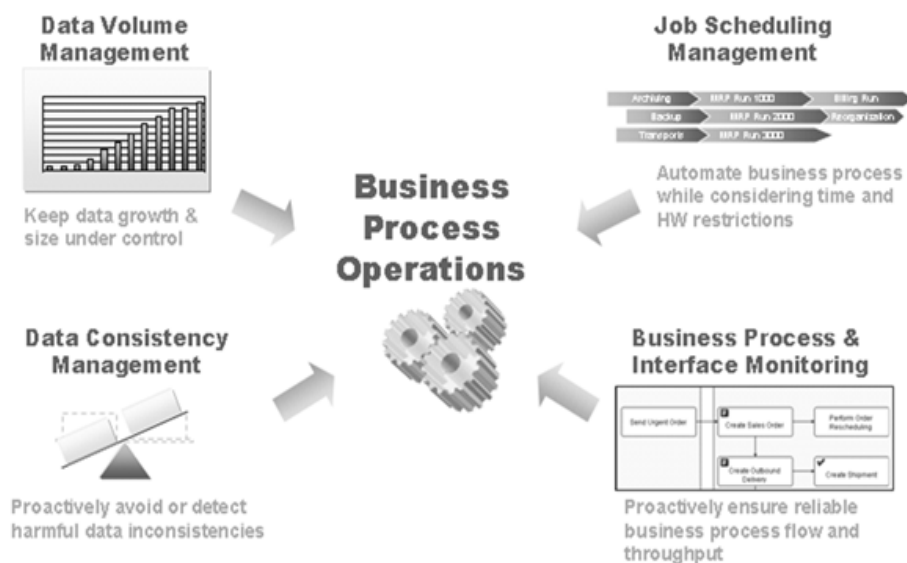 Data Volume
Management
Keep data growth &
size under control
Job Scheduling
Management
Archiving
MRP Run 1000
Billing Run
Backup
MRP Run 2000
Reorganization
Transports
MRP Run 3000
Automate business process
while considering time and
HW restrictions
Business
Process
Operations
Data Consistency
Management
Proactively avoid or detect
harmful data inconsistencies
Business Process &
Interface Monitoring
Send Urgent Order
Create Sales Order
Perform Order
Rescheduling
Create Outbound
Delivery
Create Shipment
Proactively ensure reliable
business process flow and
throughput